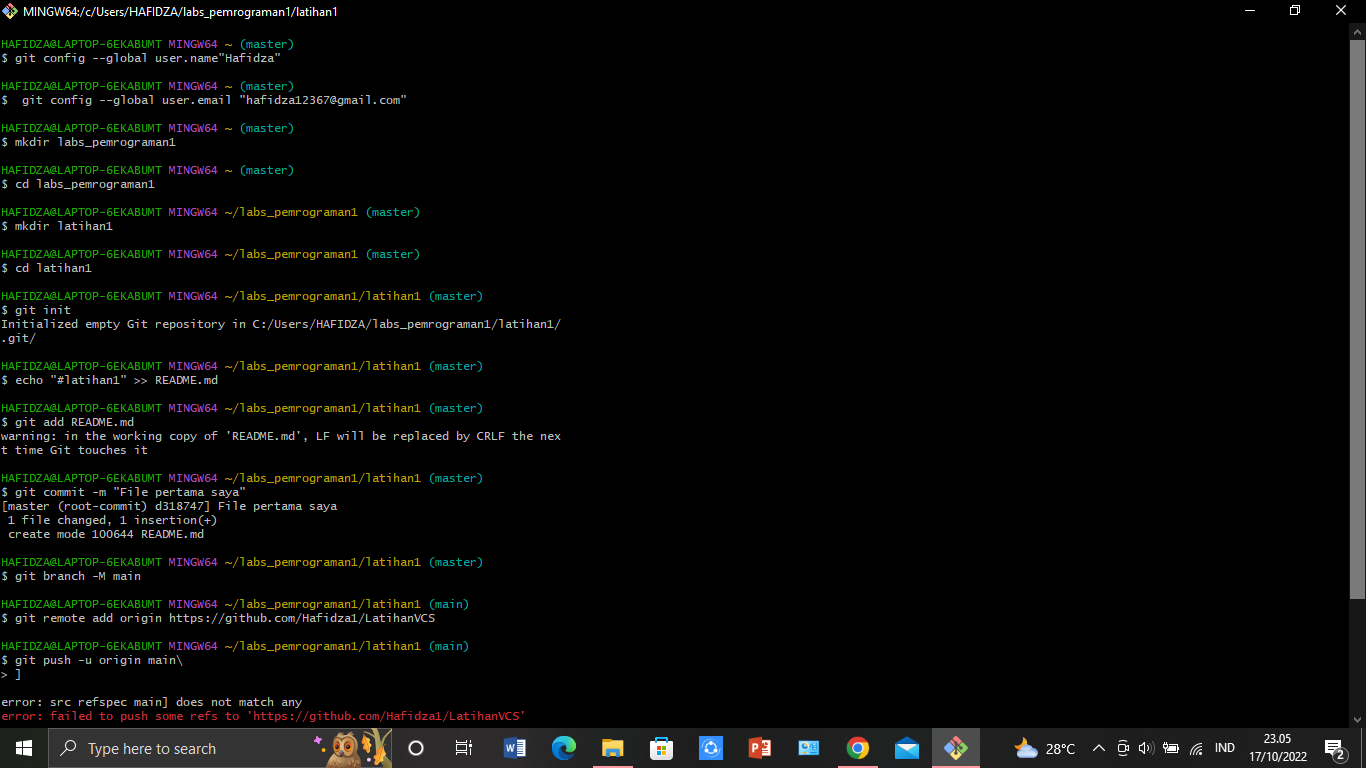 MINGW64:/c/Users/HAFIDZA/labs_pemrograman1/latihan1
HAFIDZA@LAPTOP-6EKABUMT MINGW64 ~ (master)
$ git config --global user.name"Hafidza"
HAFIDZA@LAPTOP-6EKABUMT MINGW64 ~ (master)
$  git config --global user.email "hafidza12367@gmail.com"
HAFIDZA@LAPTOP-6EKABUMT MINGW64 ~ (master)
$ mkdir labs_pemrograman1
HAFIDZA@LAPTOP-6EKABUMT MINGW64 ~ (master)
$ cd labs_pemrograman1
HAFIDZA@LAPTOP-6EKABUMT MINGW64 ~/labs_pemrograman1 (master)
$ mkdir latihan1
HAFIDZA@LAPTOP-6EKABUMT MINGW64 ~/labs_pemrograman1 (master)
$ cd latihan1
HAFIDZA@LAPTOP-6EKABUMT MINGW64 ~/labs_pemrograman1/latihan1 (master)
$ git init
Initialized empty Git repository in C:/Users/HAFIDZA/labs_pemrograman1/latihan1/
.git/
HAFIDZA@LAPTOP-6EKABUMT MINGW64 ~/labs_pemrograman1/latihan1 (master)
$ echo "#latihan1" >> README.md
HAFIDZA@LAPTOP-6EKABUMT MINGW64 ~/labs_pemrograman1/latihan1 (master)
$ git add README.md
warning: in the working copy of 'README.md', LF will be replaced by CRLF the nex
t time Git touches it
HAFIDZA@LAPTOP-6EKABUMT MINGW64 ~/labs_pemrograman1/latihan1 (master)
$ git commit -m "File pertama saya"
[master (root-commit) d318747] File pertama saya
 1 file changed, 1 insertion(+)
 create mode 100644 README.md
HAFIDZA@LAPTOP-6EKABUMT MINGW64 ~/labs_pemrograman1/latihan1 (master)
$ git branch -M main
HAFIDZA@LAPTOP-6EKABUMT MINGW64 ~/labs_pemrograman1/latihan1 (main)
$ git remote add origin https://github.com/Hafidza1/LatihanVCS
HAFIDZA@LAPTOP-6EKABUMT MINGW64 ~/labs_pemrograman1/latihan1 (main)
$ git push -u origin main\
> ]
error: src refspec main] does not match any
error: failed to push some refs to 'https://github.com/Hafidza1/LatihanVCS'
Type here to search
28°C
IND
23.05
17/10/2022
2